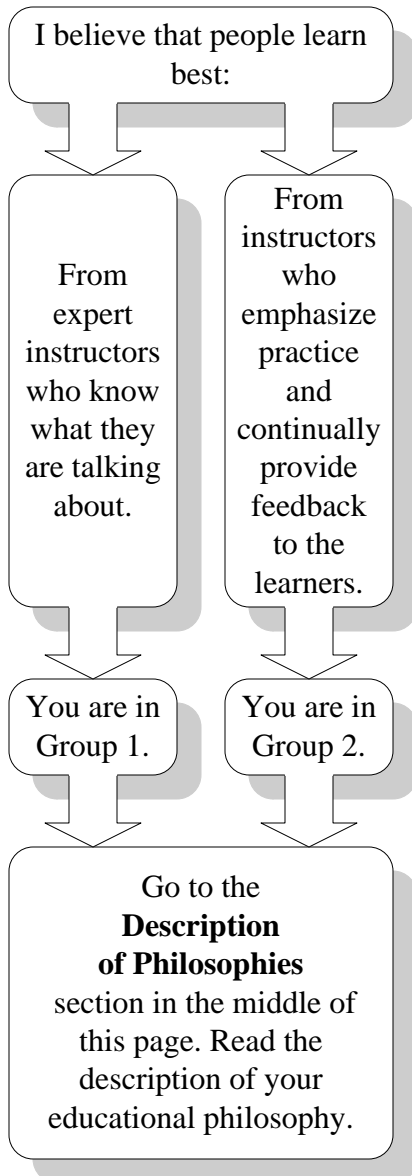 I believe that people learn
best:
From
expert
instructors
who know
what they
are talking
about.
From
instructors
who
emphasize
practice
and
continually
provide
feedback
to the
learners.
You are in
Group 1.
You are in
Group 2.
Go to the
Description
of Philosophies
section in the middle of
this page. Read the
description of your
educational philosophy.